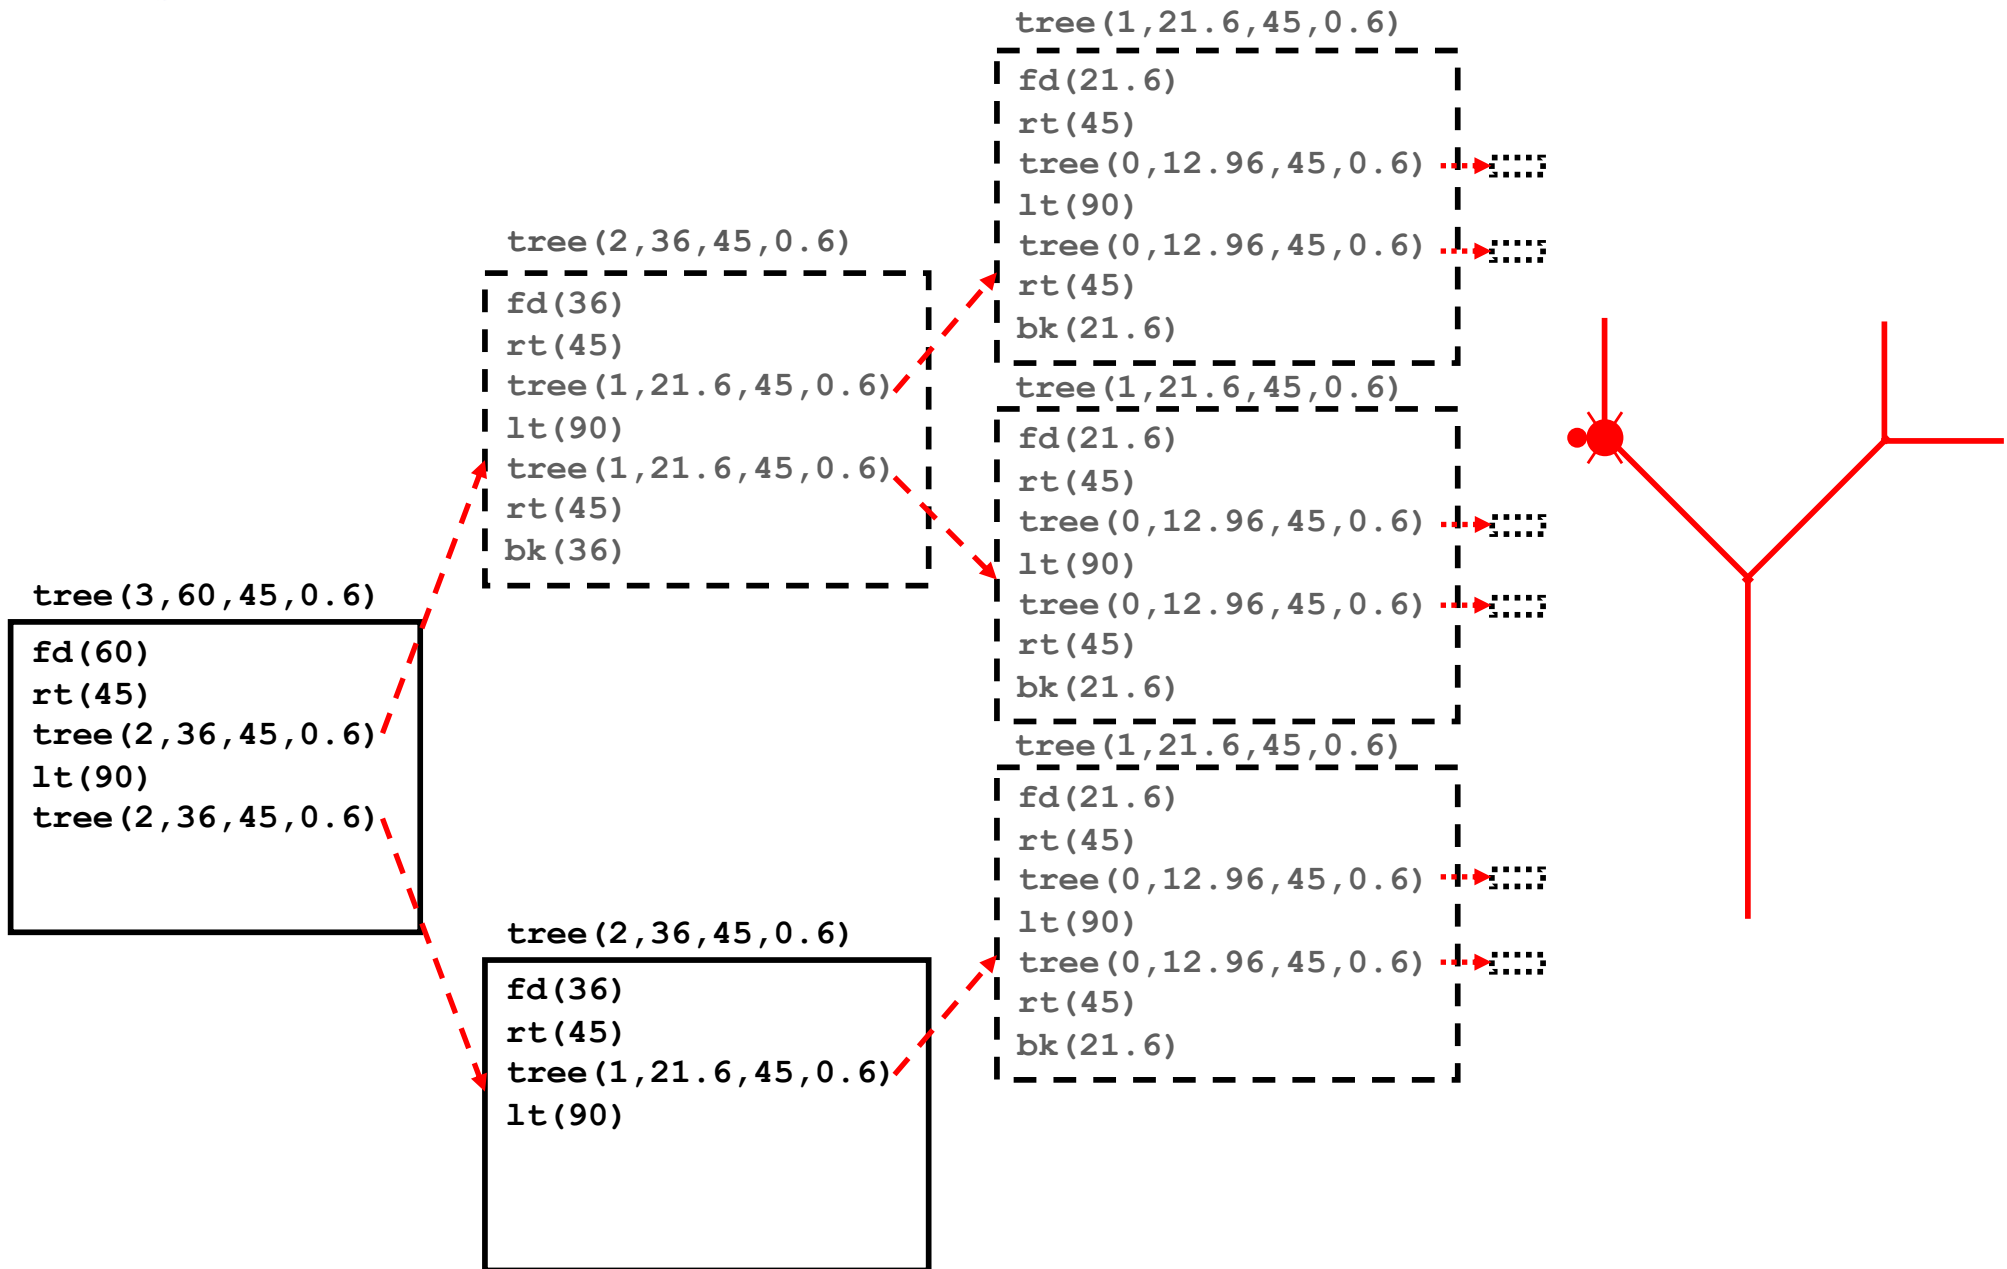 tree(3,60,45,0.6)
fd(60)
rt(45)
tree(2,36,45,0.6)
lt(90)
tree(2,36,45,0.6)
tree(2,36,45,0.6)
fd(36)
rt(45)
tree(1,21.6,45,0.6)
lt(90)
tree(1,21.6,45,0.6)
rt(45)
bk(36)
tree(1,21.6,45,0.6)
fd(21.6)
rt(45)
tree(0,12.96,45,0.6)
lt(90)
tree(0,12.96,45,0.6)
rt(45)
bk(21.6)
tree(1,21.6,45,0.6)
fd(21.6)
rt(45)
tree(0,12.96,45,0.6)
lt(90)
tree(0,12.96,45,0.6)
rt(45)
bk(21.6)
tree(2,36,45,0.6)
fd(36)
rt(45)
tree(1,21.6,45,0.6)
lt(90)
tree(1,21.6,45,0.6)
fd(21.6)
rt(45)
tree(0,12.96,45,0.6)
lt(90)
tree(0,12.96,45,0.6)
rt(45)
bk(21.6)